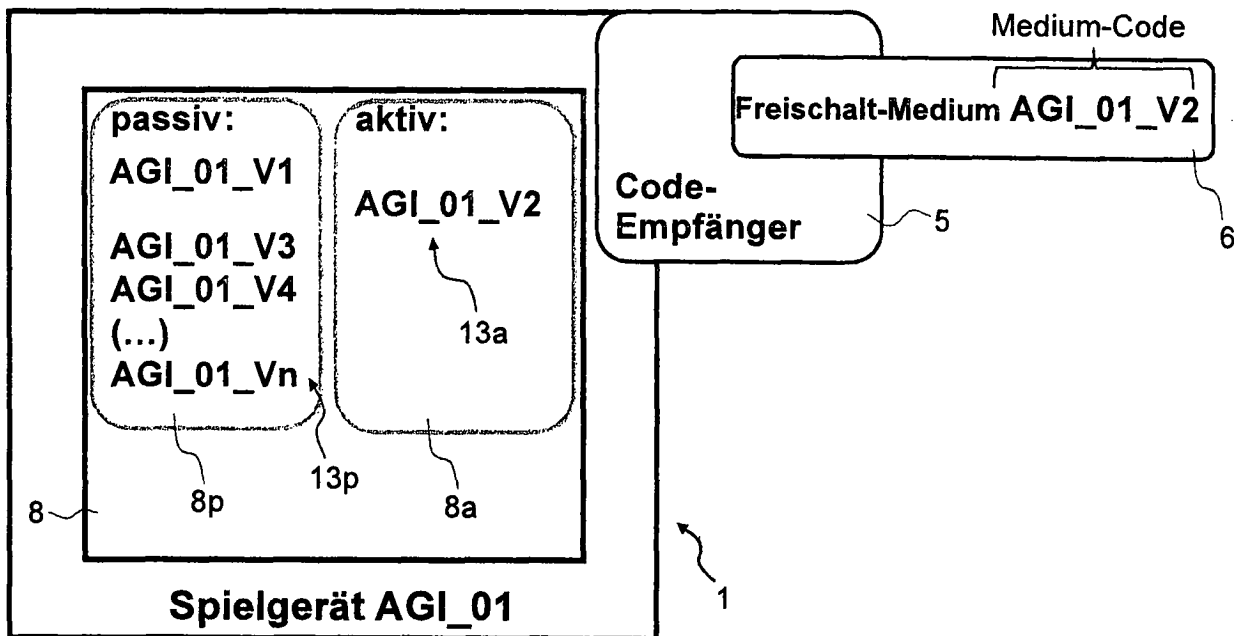 Medium-Code
Freischalt-Medium AGI_01_V2
passiv:
AGI_01_V1
AGI_01_V3
AGI_01_V4
(...)
AGI_01_Vn
aktiv:
AGI_01_V2
13a
Code-
Empfänger
5
6
13p
8p
8a
8
1
Spielgerät AGI_01